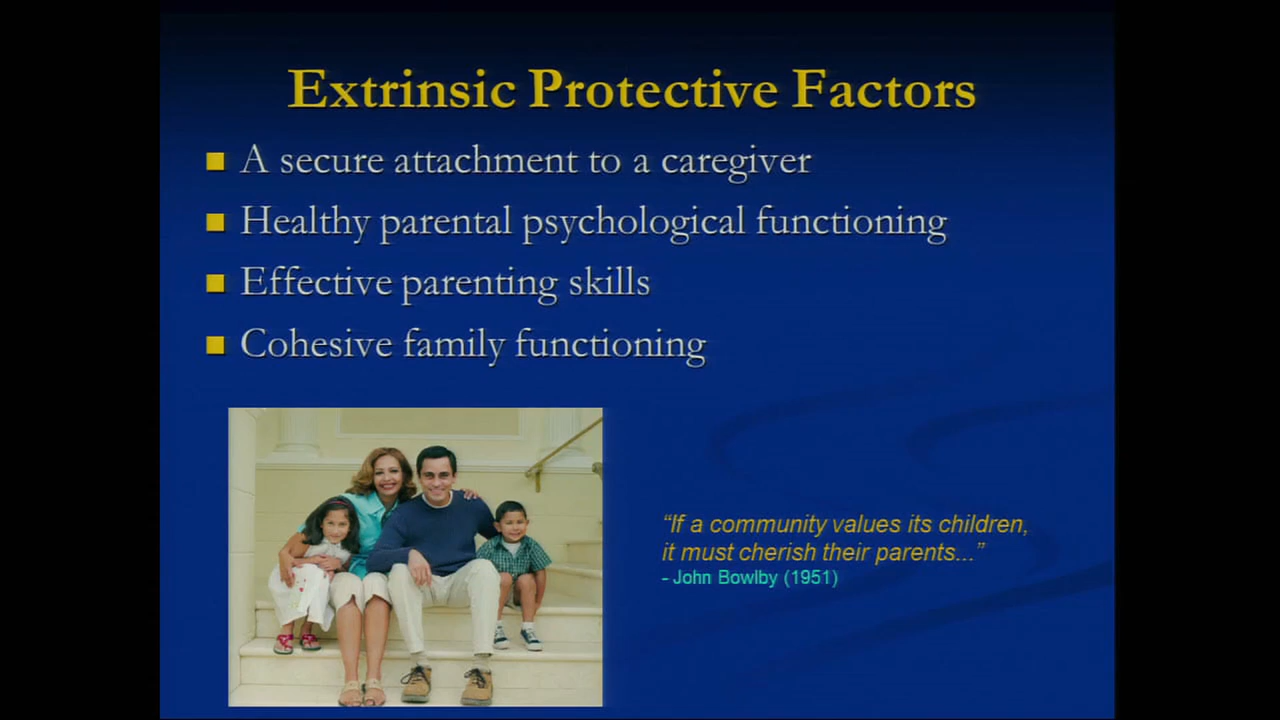 Extrinsic Protective Factors
A secure attachment to a caregiver
Healthy parental psychological functioning
Effective parenting skills
Cohesive family functioning
“If a community values its children,
it must cherish their parents...”
- John Bowlby (1951)